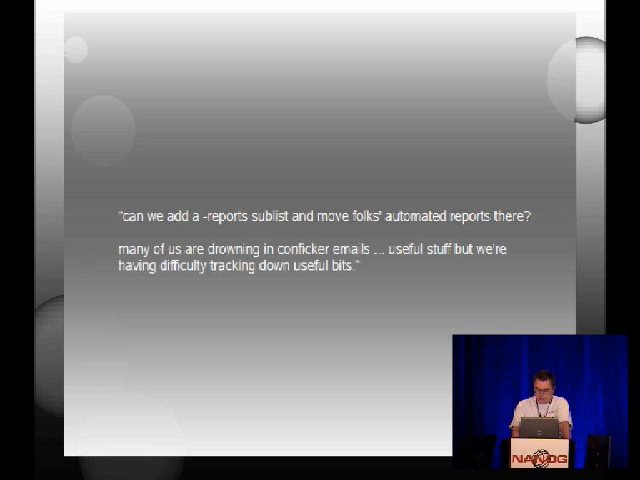 "can we add a -reports sublist and move folks' automated reports there?
many of us are drowning in conficker emails ... useful stuff but we're
having difficulty tracking down useful bits."
NANOG